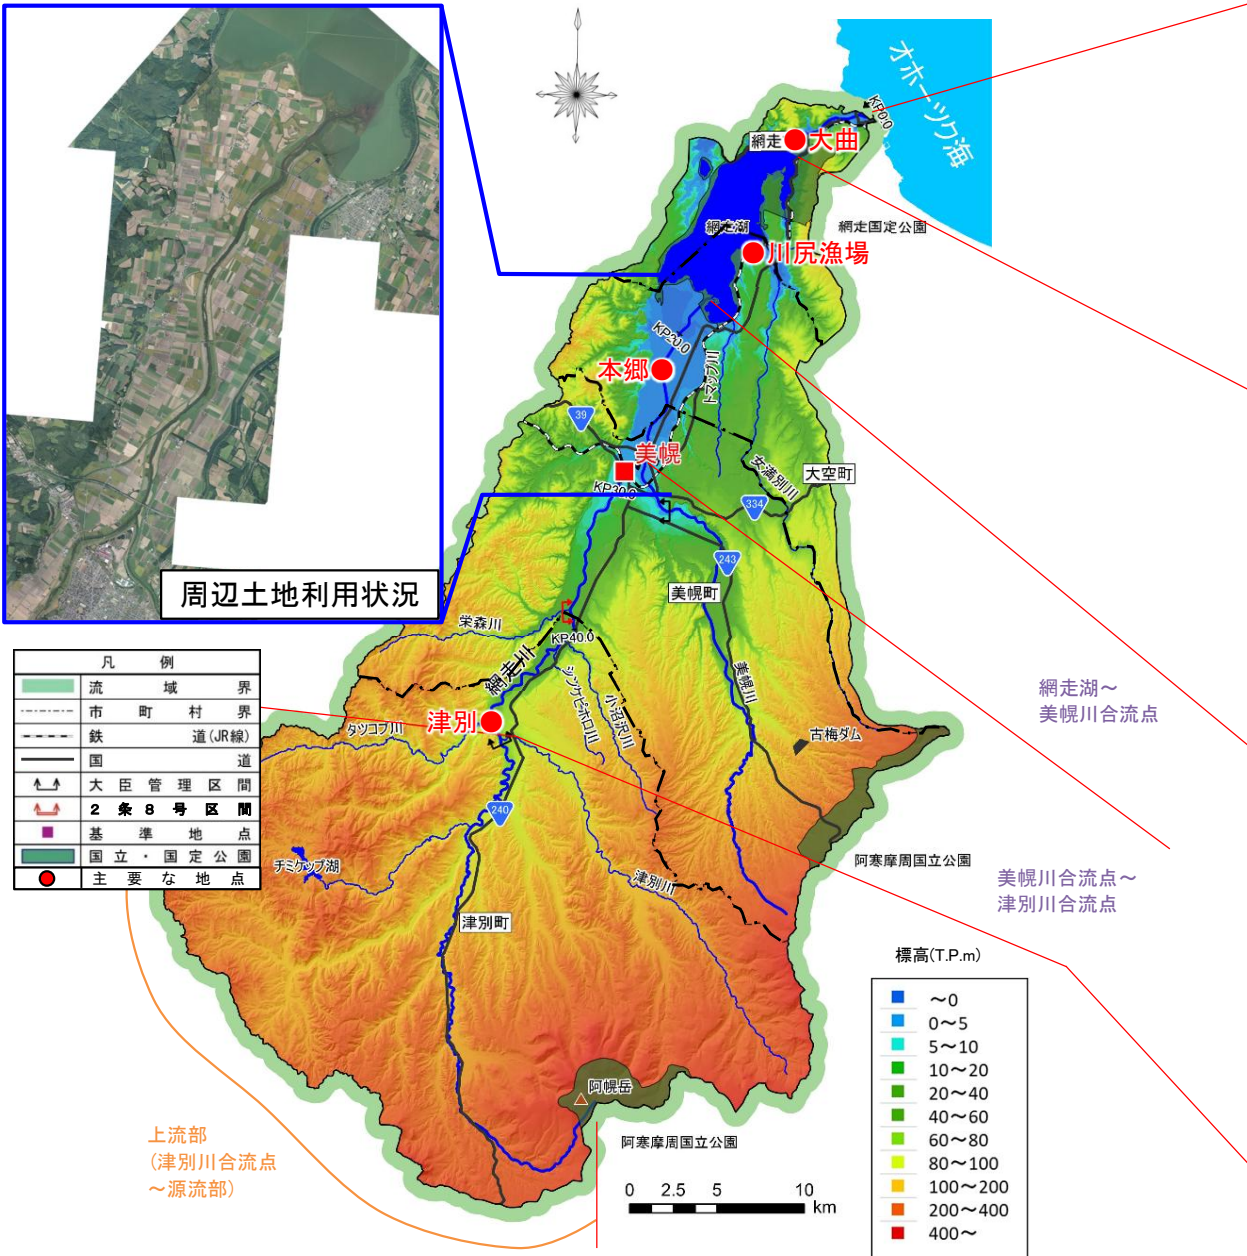 オホーツク海
KP0.0
網走
大曲
網走湖
網走国定公園
川尻漁場
KP20.0
本郷
トマップ川
39
美幌
KP30.0
女満別川
大空町
334
243
美幌町
周辺土地利用状況
栄森川
KP40.0
網走川
シンケピホロ川
小沼沢川
美幌川
網走湖～
美幌川合流点
凡例
流域界
市町村界
鉄道(JR線)
国道
大臣管理区間
2条8号区間
基準地点
国立・国定公園
主要な地点
タツコブ川
津別
古梅ダム
240
チミケップ湖
津別川
阿寒摩周国立公園
美幌川合流点～
津別川合流点
津別町
標高(T.P.m)
～0
0～5
5～10
10～20
20～40
40～60
60～80
80～100
100～200
200～400
400～
阿幌岳
阿寒摩周国立公園
上流部
(津別川合流点
～源流部)
0 2.5 5 10
km